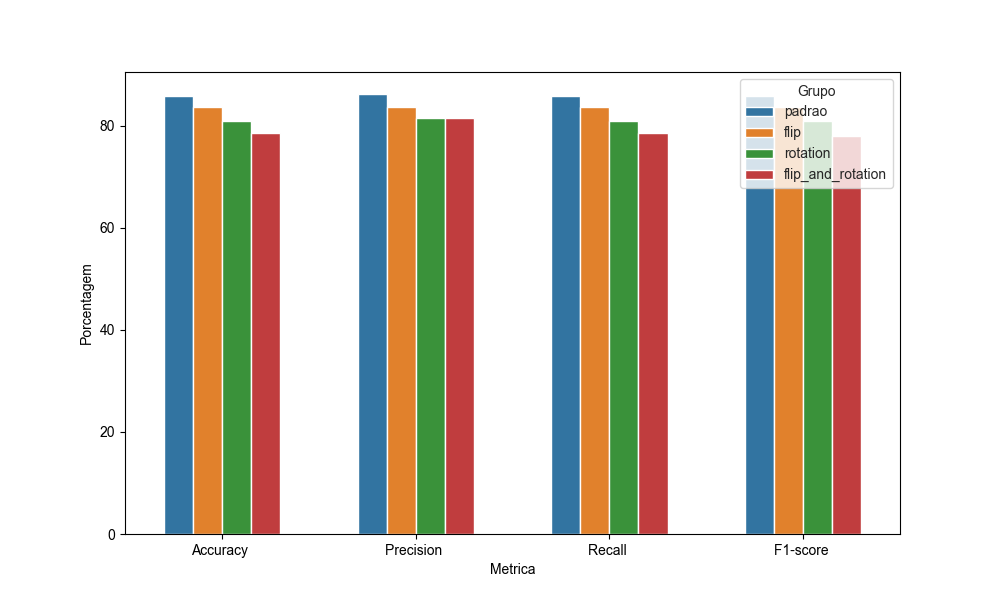 Grupo
padrao
flip
rotation
flip_and_rotation
80
60
40
20
0
Porcentagem
Accuracy
Precision
Recall
F1-score
Metrica